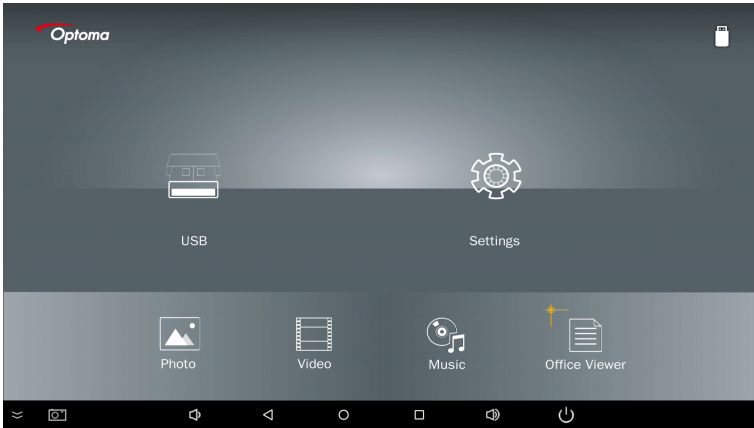 Optoma
USB
Settings
Photo
Video
Music
Office Viewer